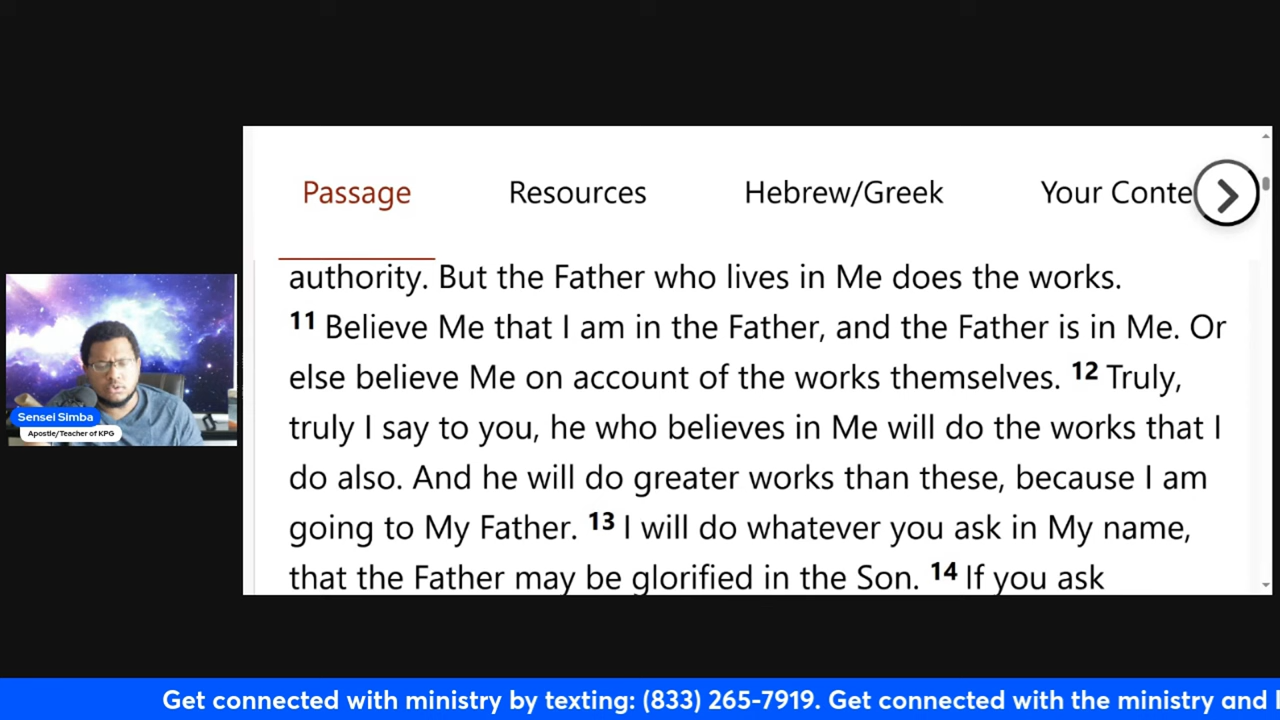 Passage
Resources
Hebrew/Greek
Your Conte
authority. But the Father who lives in Me does the works.
11 Believe Me that I am in the Father, and the Father is in Me. Or
else believe Me on account of the works themselves. 12 Truly,
truly I say to you, he who believes in Me will do the works that I
do also. And he will do greater works than these, because I am
going to My Father. 13 I will do whatever you ask in My name,
that the Father may be glorified in the Son. 14 If you ask
Sensei Simba
Apostle/Teacher of KPG
Get connected with ministry by texting: (833) 265-7919. Get connected with the ministry and